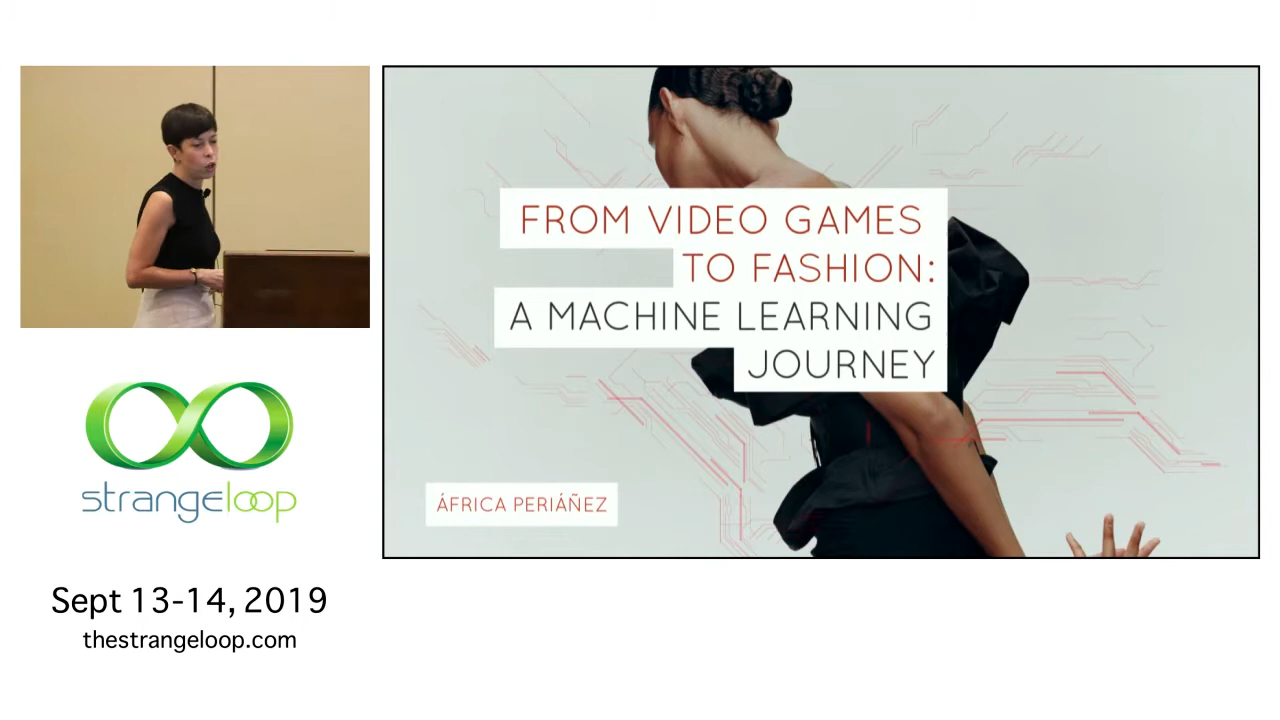 FROM VIDEO GAMES
TO FASHION:
A MACHINE LEARNING
JOURNEY
ÁFRICA PERIÁÑEZ
strangeloop
Sept 13-14, 2019
thestrangeloop.com